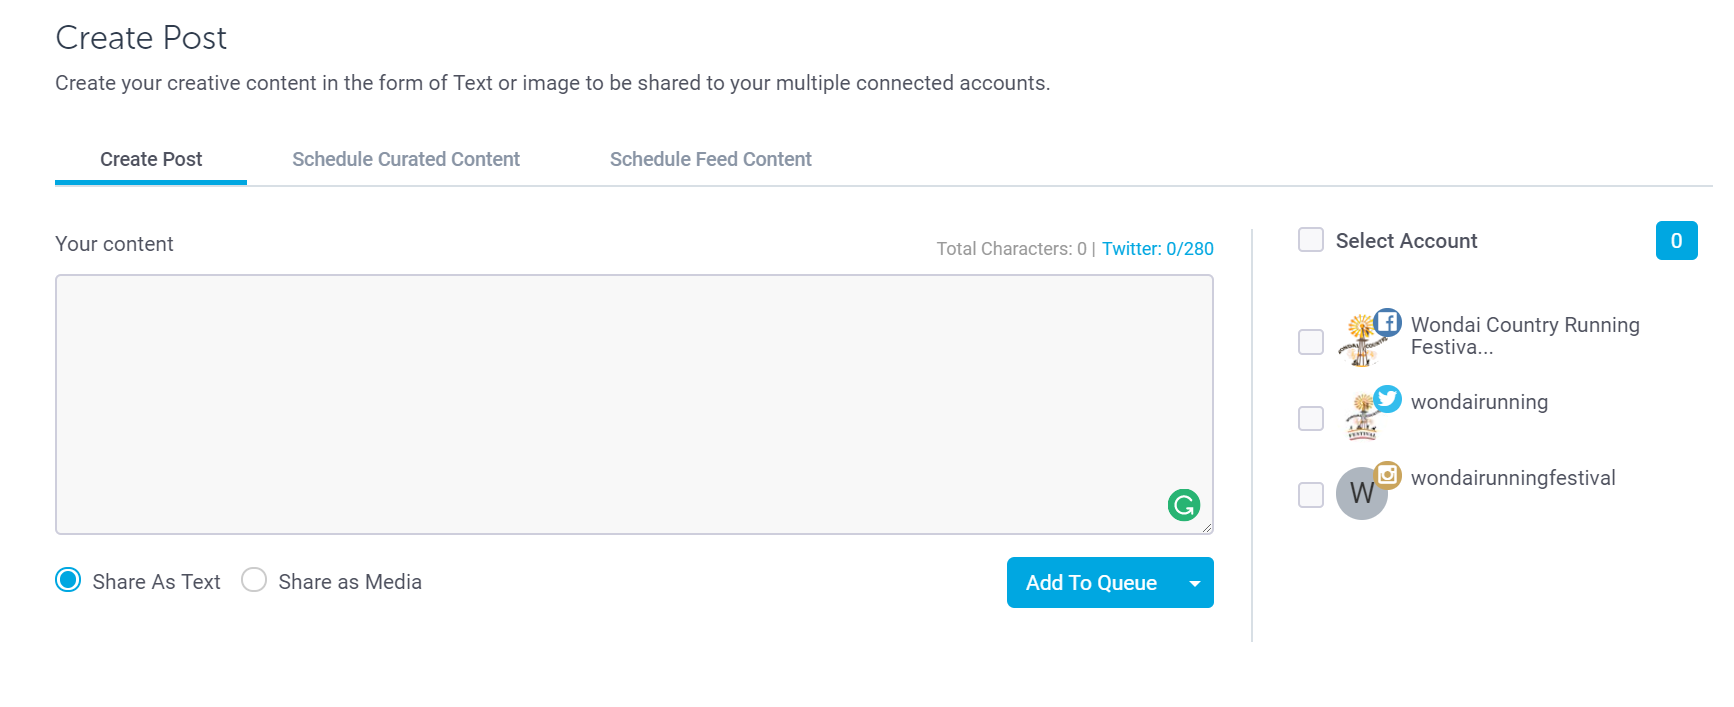 Create Post
Create your creative content in the form of Text or image to be shared to your multiple connected accounts.
Create Post
Schedule Curated Content
Schedule Feed Content
Your content
Total Characters: 0 | Twitter: 0/280
Share As Text
Share as Media
Add To Queue
Select Account
0
Wondai Country Running
Festiva...
wondairunning
FESTIVAL
W
wondairunningfestival